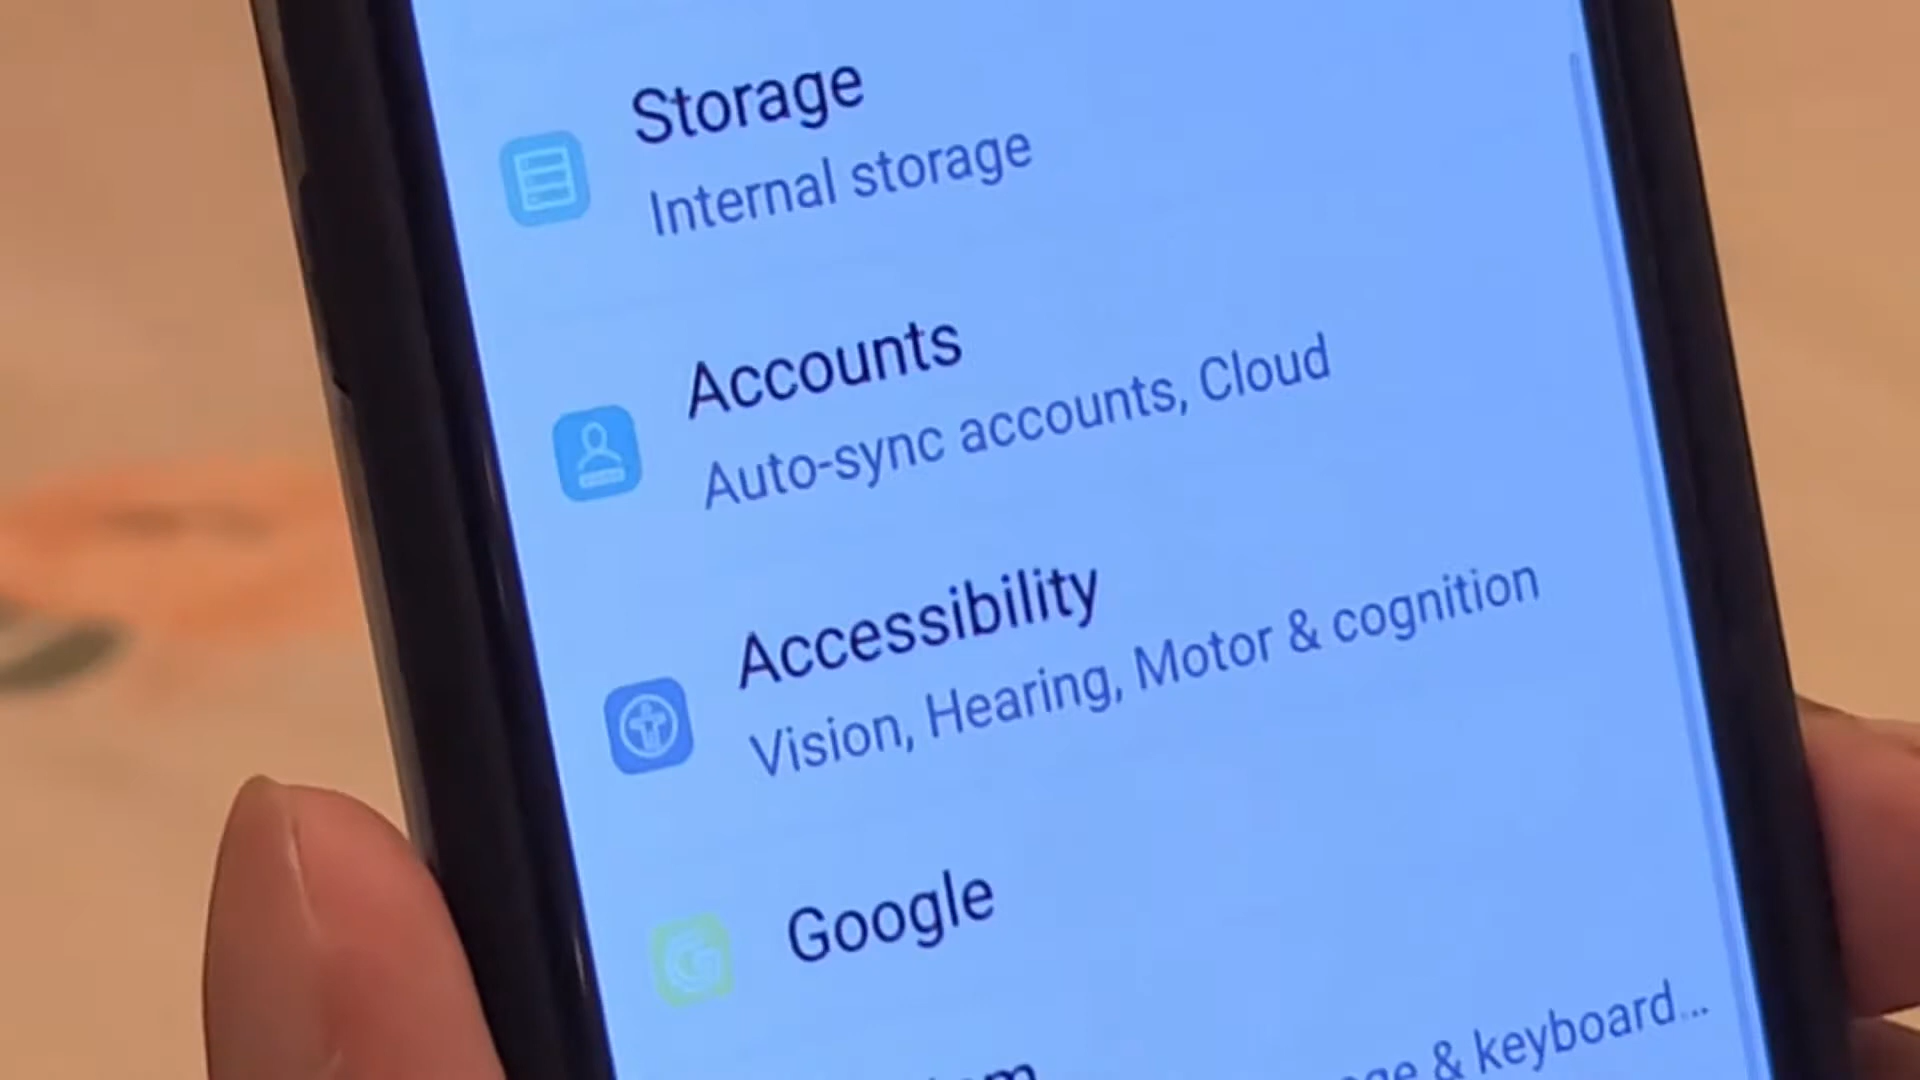 Storage
Internal storage
Accounts
Auto-sync accounts, Cloud
Accessibility
Vision, Hearing, Motor & cognition
Google
& keyboard...